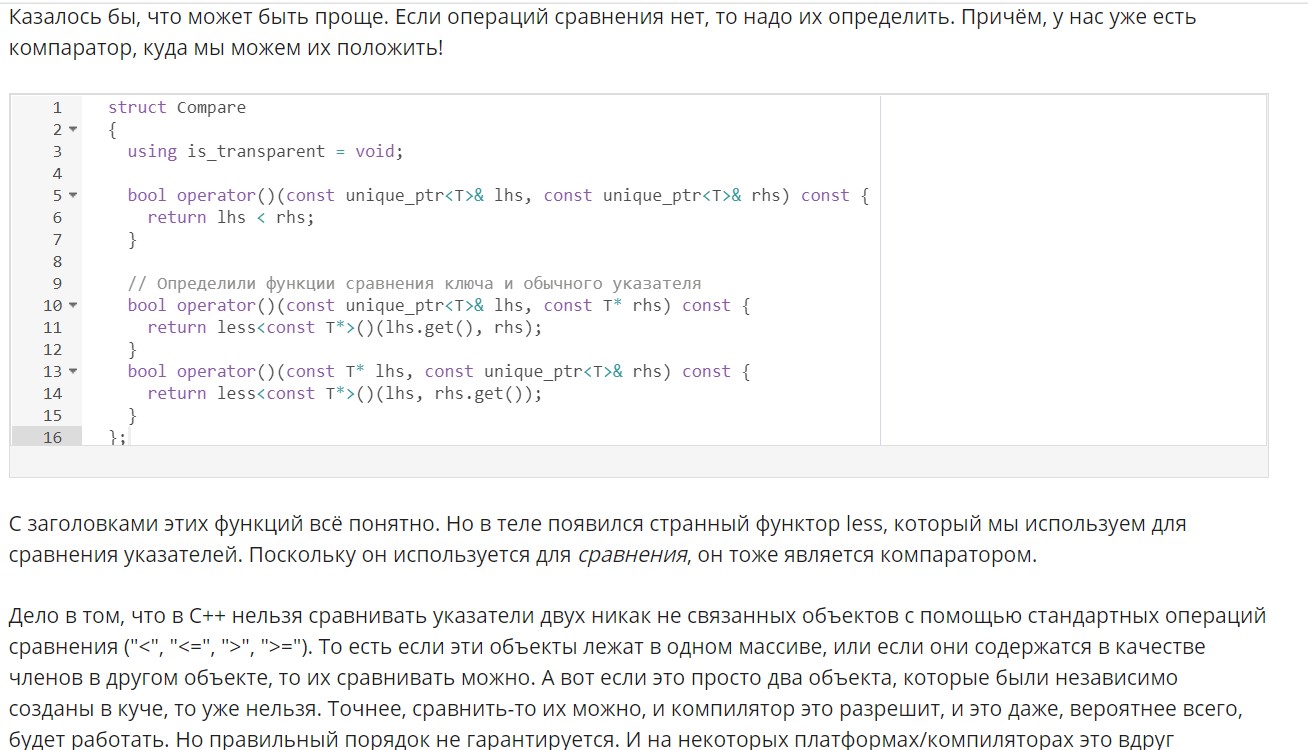 Казалось бы, что может быть проще. Если операций сравнения нет, то надо их определить. Причём, у нас уже есть
компаратор, куда мы можем их положить!
1 struct Compare
2 {
3 using is_transparent = void;
4
5 bool operator()(const unique_ptr<T>& lhs, const unique_ptr<T>& rhs) const {
6 return lhs < rhs;
7 }
8
9 // Определили функции сравнения ключа и обычного указателя
10 bool operator()(const unique_ptr<T>& lhs, const T* rhs) const {
11 return less<const T*>()(lhs.get(), rhs);
12 }
13 bool operator()(const T* lhs, const unique_ptr<T>& rhs) const {
14 return less<const T*>()(lhs, rhs.get());
15 }
16 };
С заголовками этих функций всё понятно. Но в теле появился странный функтор less, который мы используем для
сравнения указателей. Поскольку он используется для сравнения, он тоже является компаратором.
Дело в том, что в C++ нельзя сравнивать указатели двух никак не связанных объектов с помощью стандартных операций
сравнения ("<", "<=", ">", ">="). То есть если эти объекты лежат в одном массиве, или если они содержатся в качестве
членов в другом объекте, то их сравнивать можно. А вот если это просто два объекта, которые были независимо
созданы в куче, то уже нельзя. Точнее, сравнить-то их можно, и компилятор это разрешит, и это даже, вероятнее всего,
будет работать. Но правильный порядок не гарантируется. И на некоторых платформах/компиляторах это вдруг